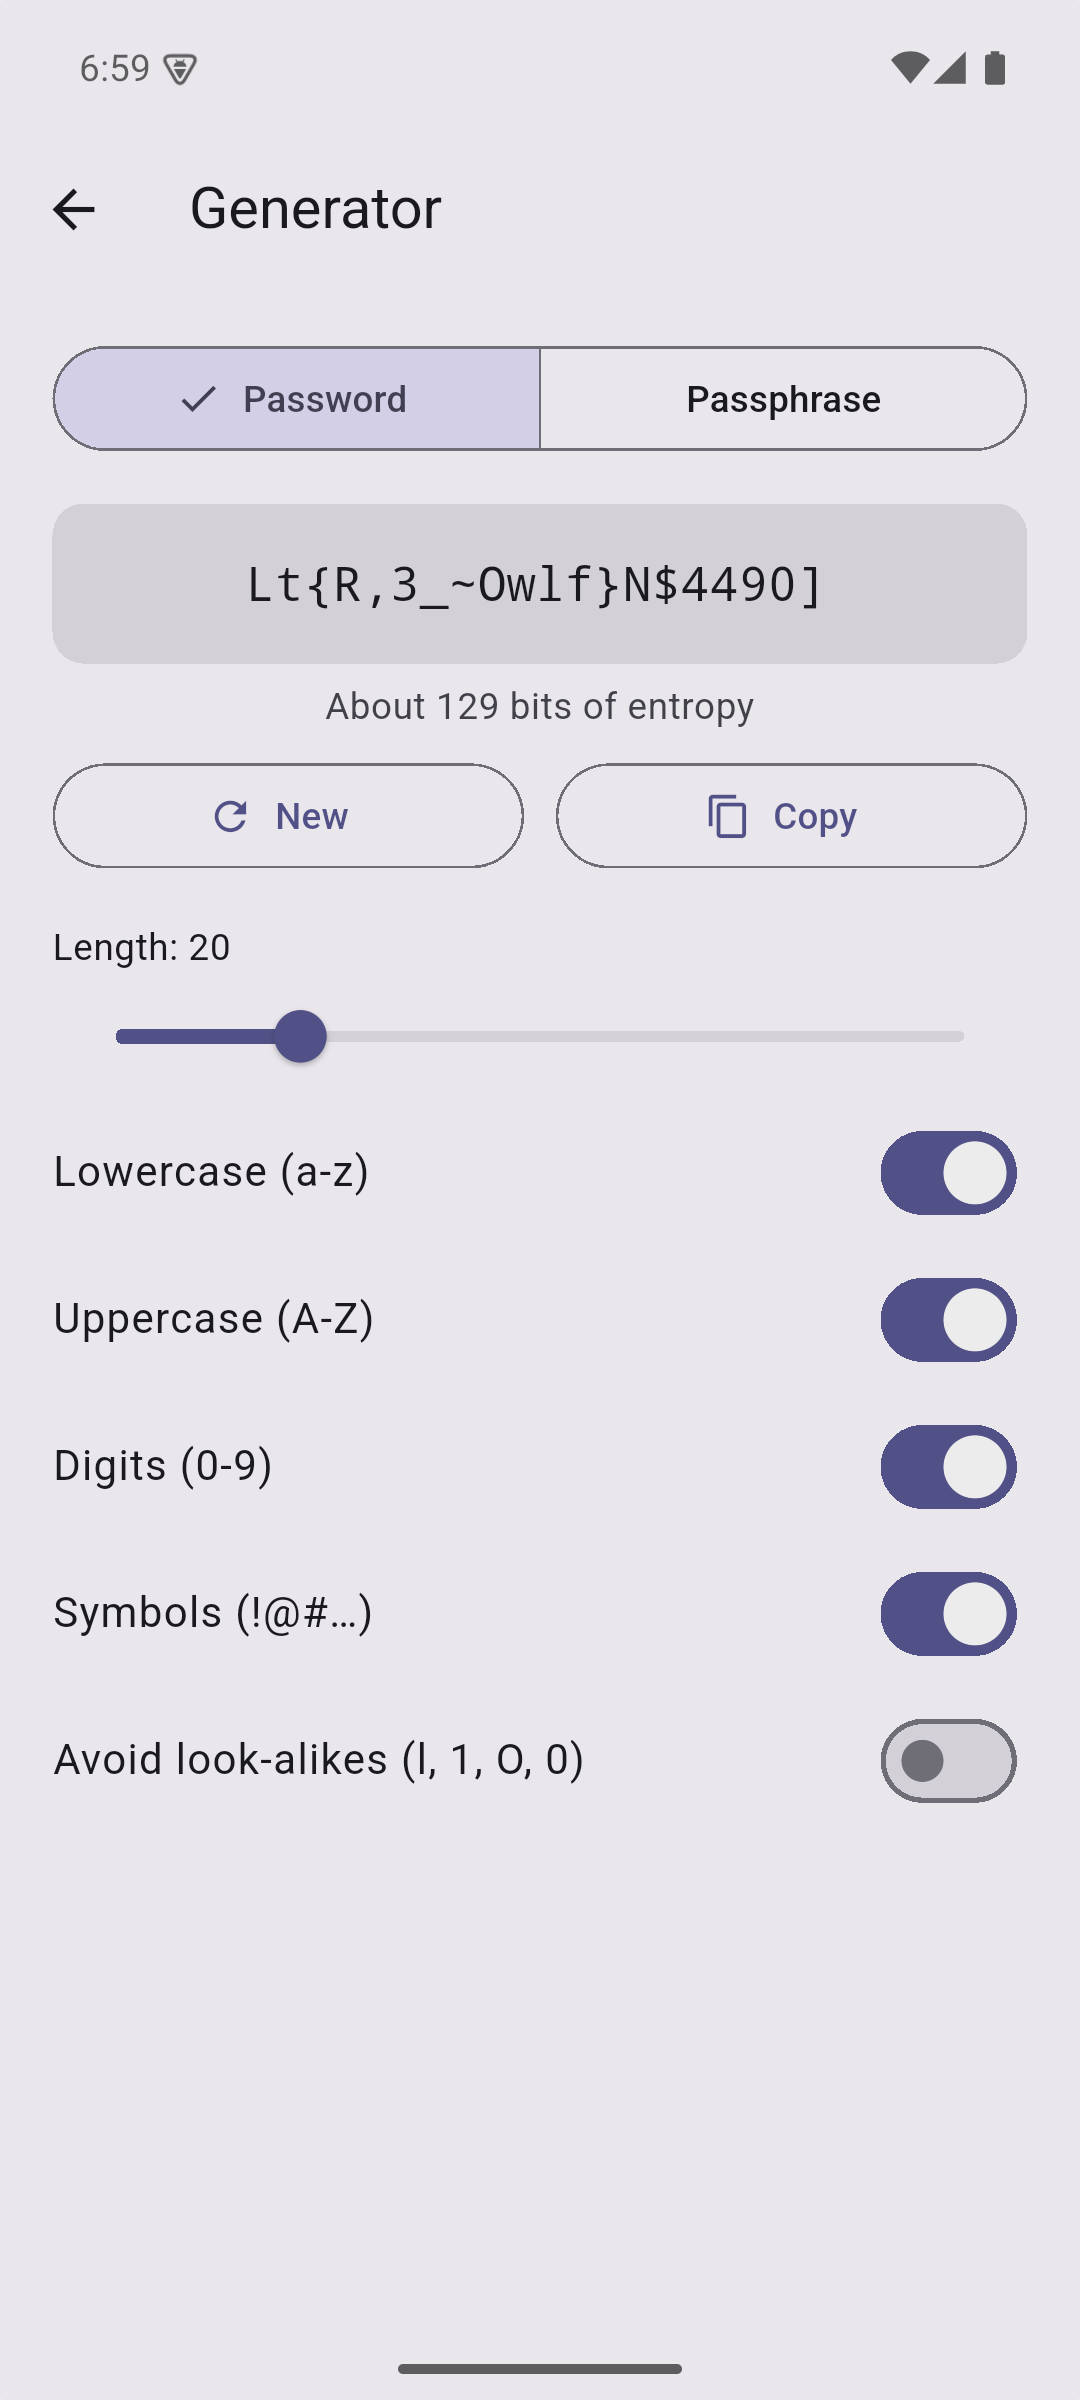 6:59
Generator
Password
Passphrase
Lt{R,3_~Owlf}N$4490]
About 129 bits of entropy
New
Copy
Length: 20
Lowercase (a-z)
Uppercase (A-Z)
Digits (0-9)
Symbols (!@#…)
Avoid look-alikes (l, 1, O, 0)